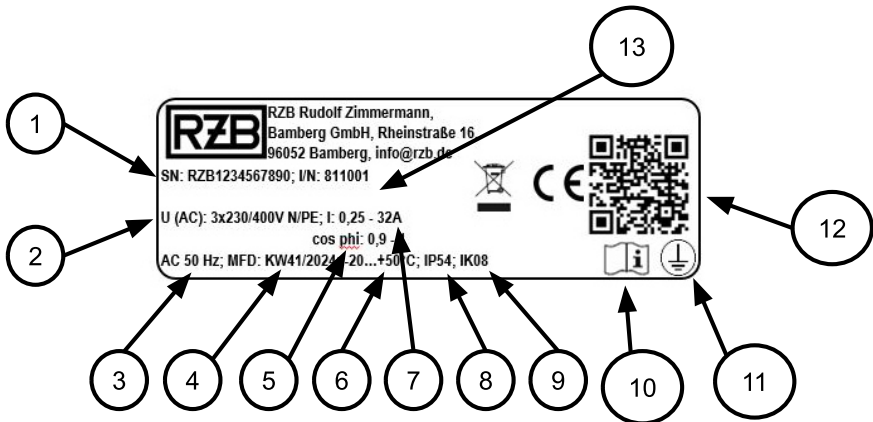 13
RZB
RZB Rudolf Zimmermann,
Bamberg GmbH, Rheinstraße 16
96052 Bamberg, info@rzb.de
1
SN: RZB1234567890; I/N: 811001
CE
12
2
U (AC): 3x230/400V N/PE; I: 0,25 - 32A
cos phi: 0,9 -
AC 50 Hz; MFD: KW41/2024 -20...+50°C; IP54; IK08
i
3
4
5
6
7
8
9
10
11